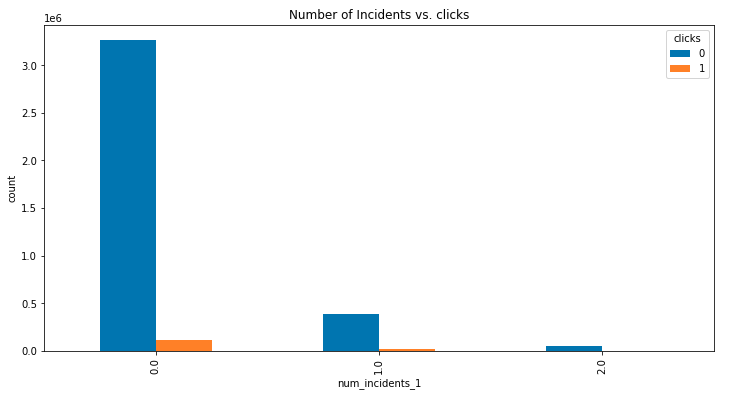 Number of Incidents vs. clicks
1e6
clicks
0
1
3.0
2.5
2.0
1.5
1.0
0.5
0.0
count
0.0
1.0
2.0
num_incidents_1